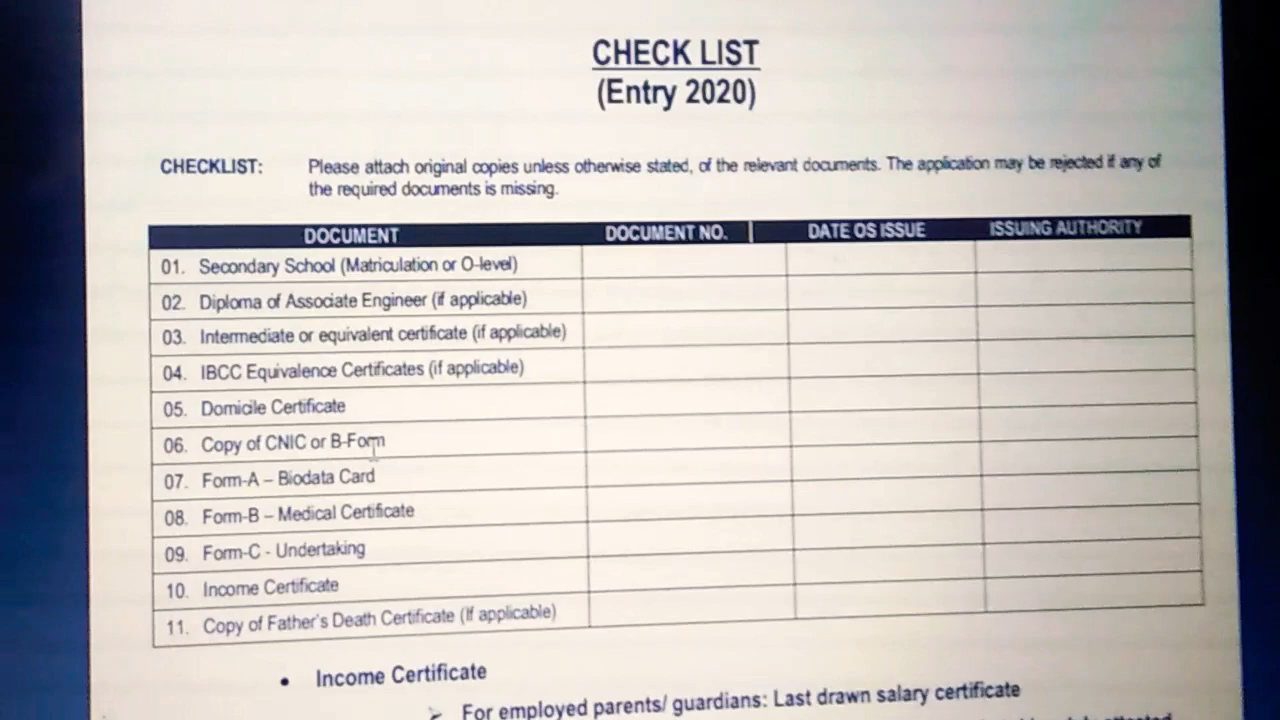 CHECK LIST
(Entry 2020)
CHECKLIST: Please attach original copies unless otherwise stated, of the relevant documents. The application may be rejected if any of
the required documents is missing.
DOCUMENT DOCUMENT NO. DATE OS ISSUE ISSUING AUTHORITY
01. Secondary School (Matriculation or O-level)
02. Diploma of Associate Engineer (if applicable)
03. Intermediate or equivalent certificate (if applicable)
04. IBCC Equivalence Certificates (if applicable)
05. Domicile Certificate
06. Copy of CNIC or B-Form
07. Form-A – Biodata Card
08. Form-B – Medical Certificate
09. Form-C - Undertaking
10. Income Certificate
11. Copy of Father's Death Certificate (If applicable)
• Income Certificate
➢ For employed parents/ guardians: Last drawn salary certificate